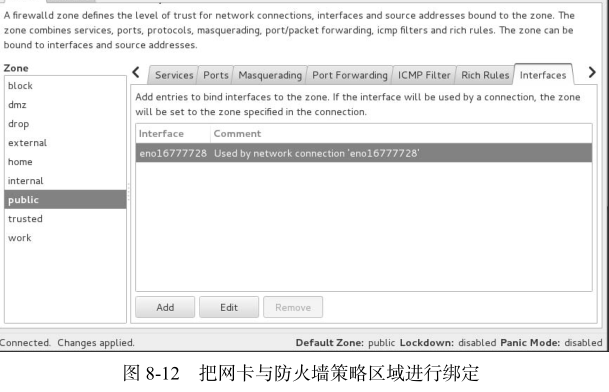 A firewalld zone defines the level of trust for network connections, interfaces and source addresses bound to the zone. The
zone combines services, ports, protocols, masquerading, port/packet forwarding, icmp filters and rich rules. The zone can be
bound to interfaces and source addresses.
Zone
block
dmz
drop
external
home
internal
public
trusted
work
Services Ports Masquerading Port Forwarding ICMP Filter Rich Rules Interfaces
Add entries to bind interfaces to the zone. If the interface will be used by a connection, the zone
will be set to the zone specified in the connection.
Interface Comment
eno16777728 Used by network connection 'eno16777728'
Add Edit Remove
Connected. Changes applied.
Default Zone: public Lockdown: disabled Panic Mode: disabled
图 8-12 把网卡与防火墙策略区域进行绑定